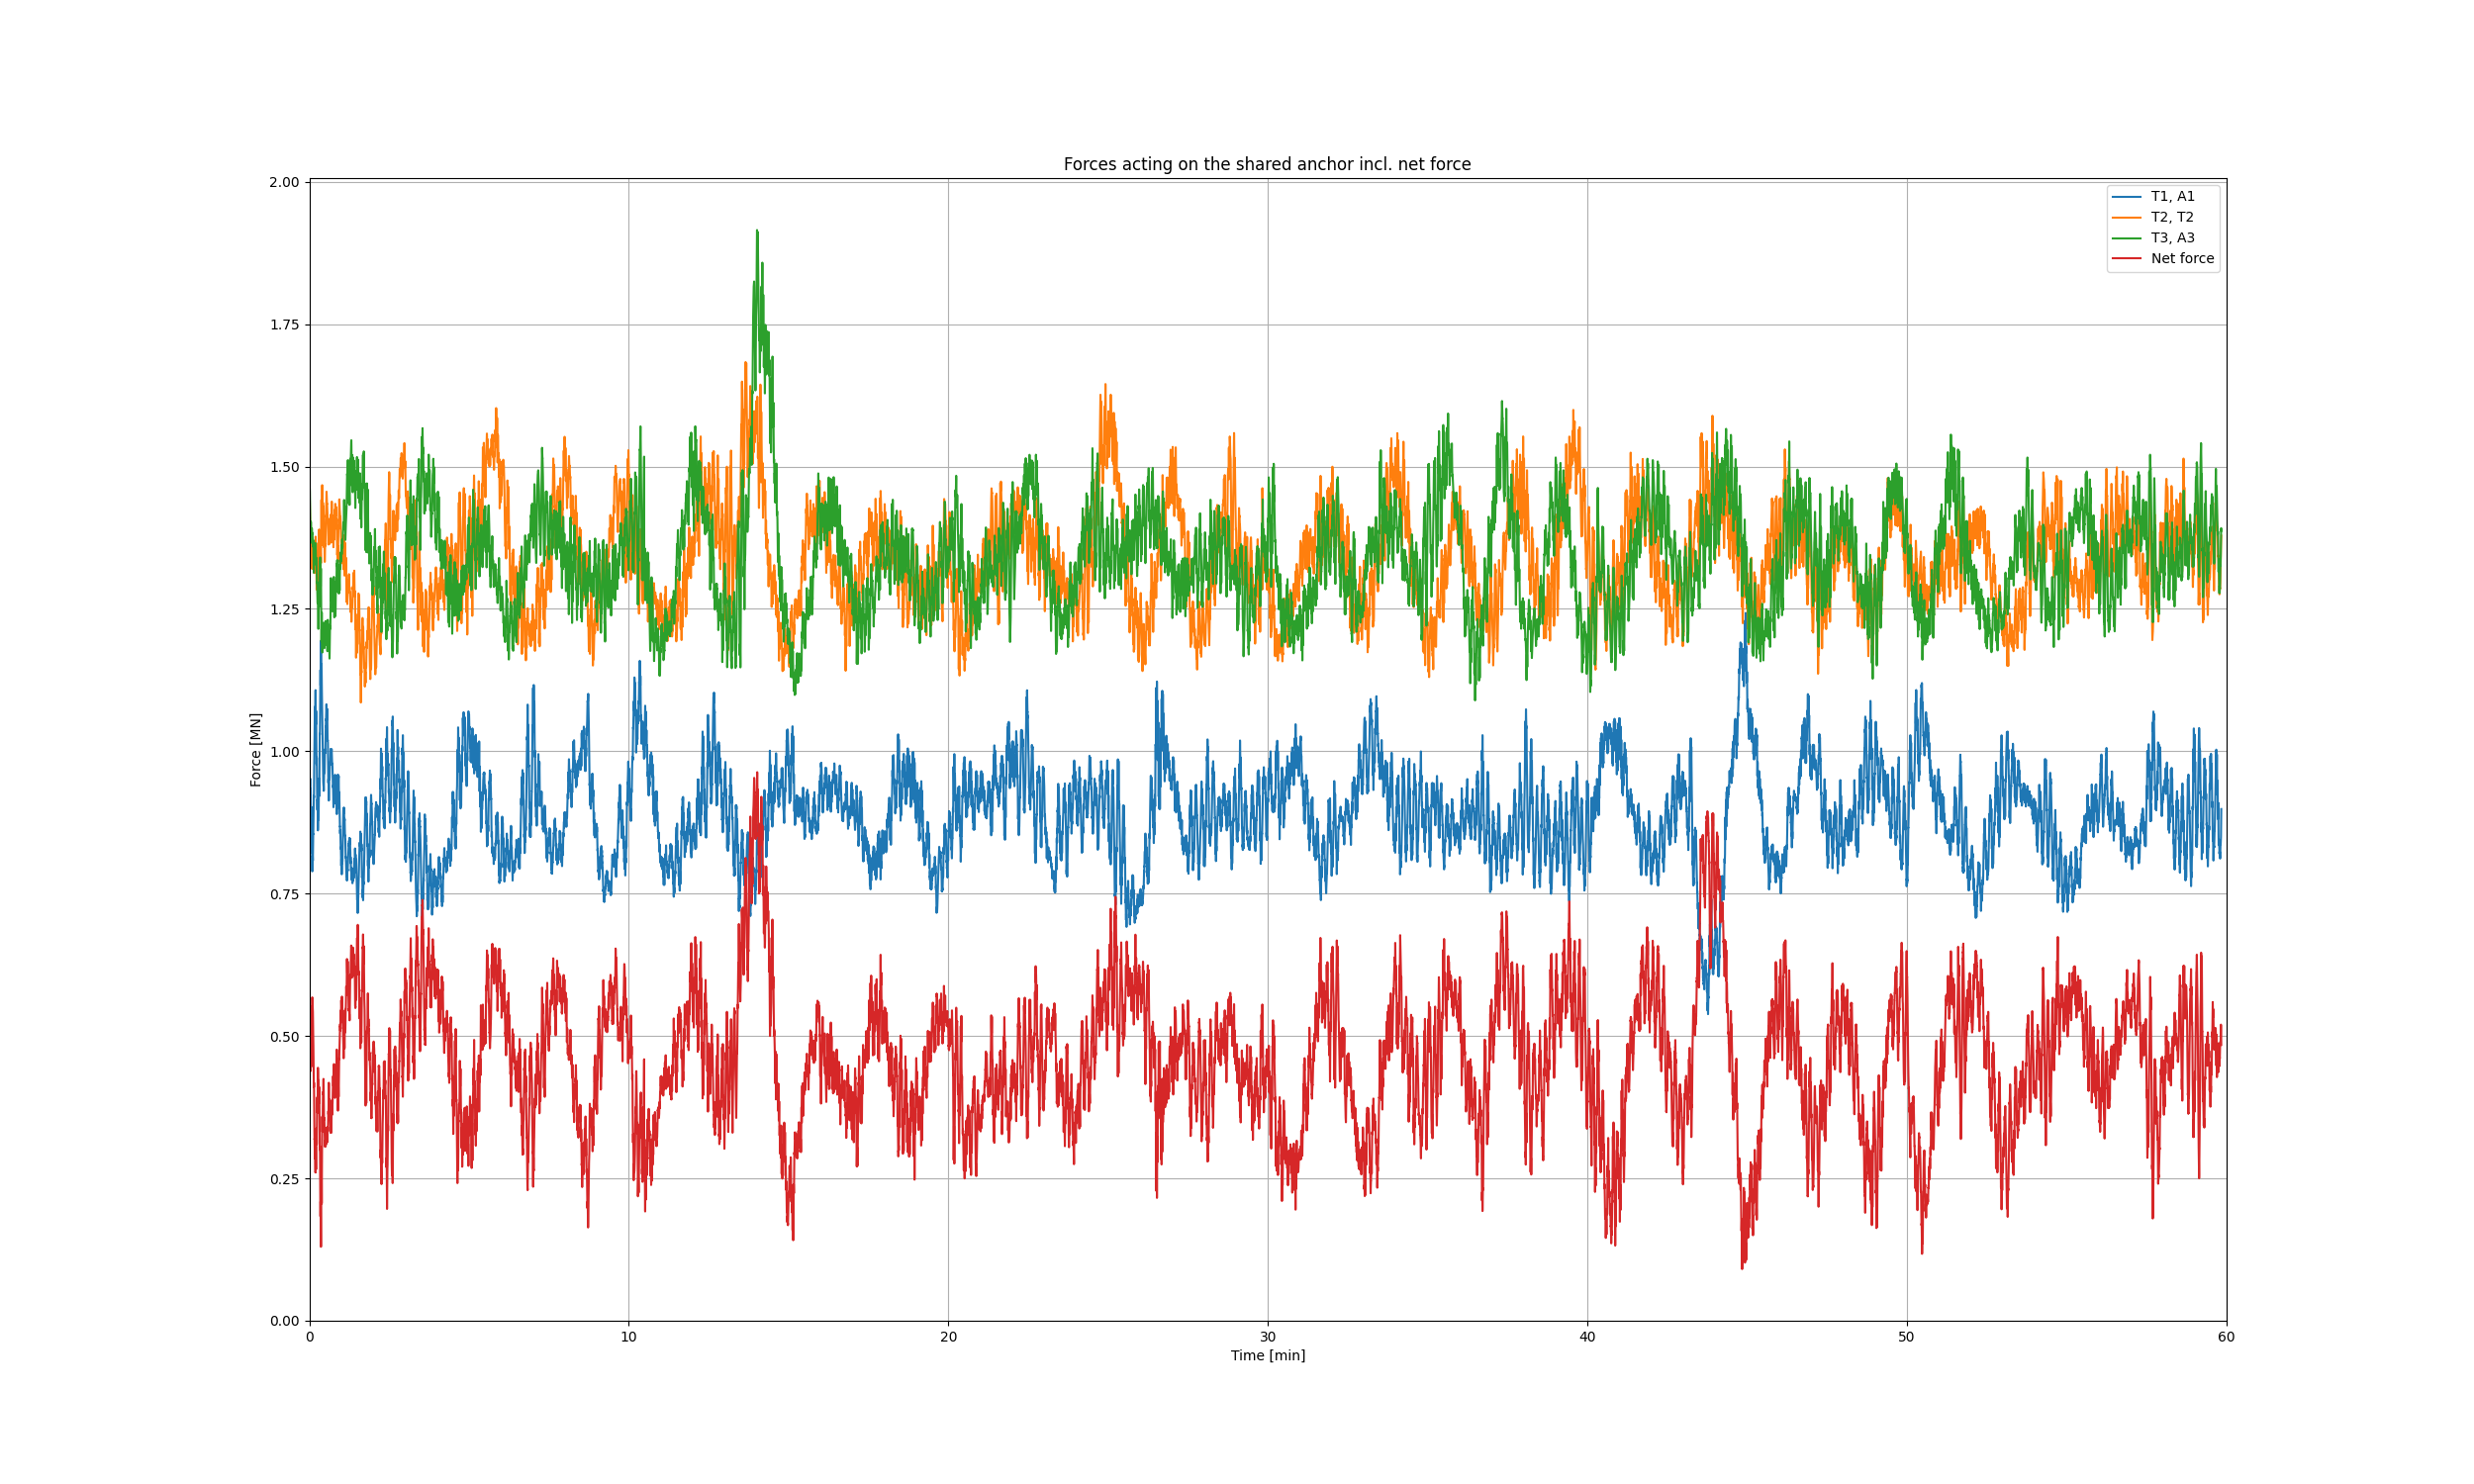 Forces acting on the shared anchor incl. net force
2.00
1.75
1.50
1.25
1.00
0.75
0.50
0.25
0.00
Force [MN]
T1, A1
T2, T2
T3, A3
Net force
0 10 20 30 40 50 60
Time [min]